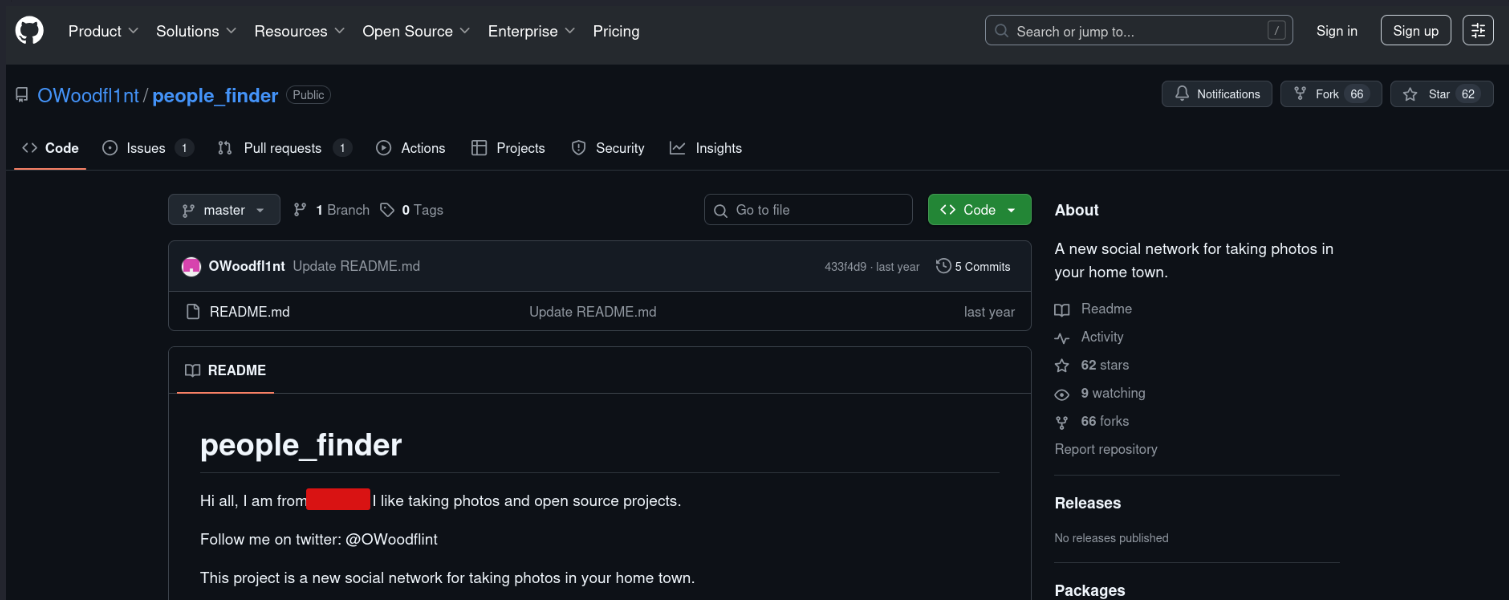 Product Solutions Resources Open Source Enterprise Pricing Search or jump to... / Sign in Sign up
OWoodfl1nt / people_finder Public Notifications Fork 66 Star 62
Code Issues 1 Pull requests 1 Actions Projects Security Insights
master 1 Branch 0 Tags Go to file Code
OWoodfl1nt Update README.md 433f4d9 · last year 5 Commits
README.md Update README.md last year
README
people_finder
Hi all, I am from I like taking photos and open source projects.
Follow me on twitter: @OWoodflint
This project is a new social network for taking photos in your home town.
About
A new social network for taking photos in
your home town.
Readme
Activity
62 stars
9 watching
66 forks
Report repository
Releases
No releases published
Packages